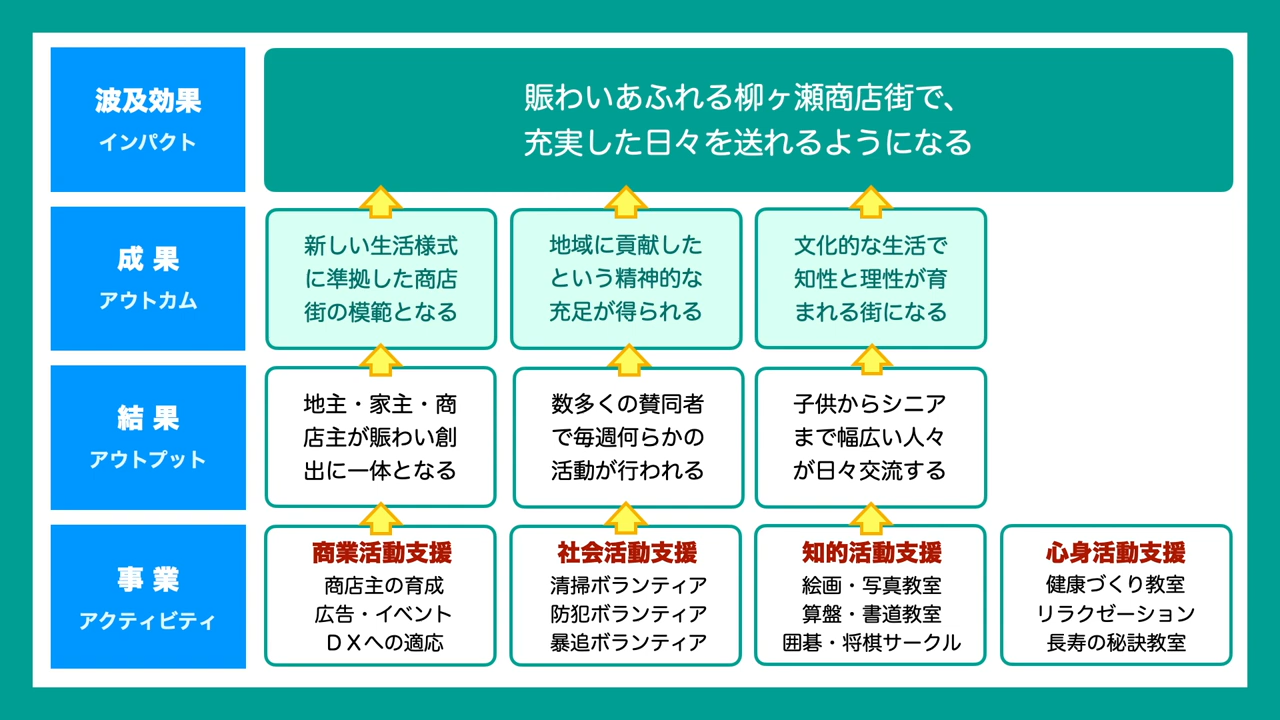 波及効果
インパクト
賑わいあふれる柳ヶ瀬商店街で、
充実した日々を送れるようになる
成 果
アウトカム
新しい生活様式
に準拠した商店
街の模範となる
地域に貢献した
という精神的な
充足が得られる
文化的な生活で
知性と理性が育
まれる街になる
結 果
アウトプット
地主・家主・商
店主が賑わい創
出に一体となる
数多くの賛同者
で毎週何らかの
活動が行われる
子供からシニア
まで幅広い人々
が日々交流する
事 業
アクティビティ
商業活動支援
商店主の育成
広告・イベント
ＤＸへの適応
社会活動支援
清掃ボランティア
防犯ボランティア
暴追ボランティア
知的活動支援
絵画・写真教室
算盤・書道教室
囲碁・将棋サークル
心身活動支援
健康づくり教室
リラクゼーション
長寿の秘訣教室